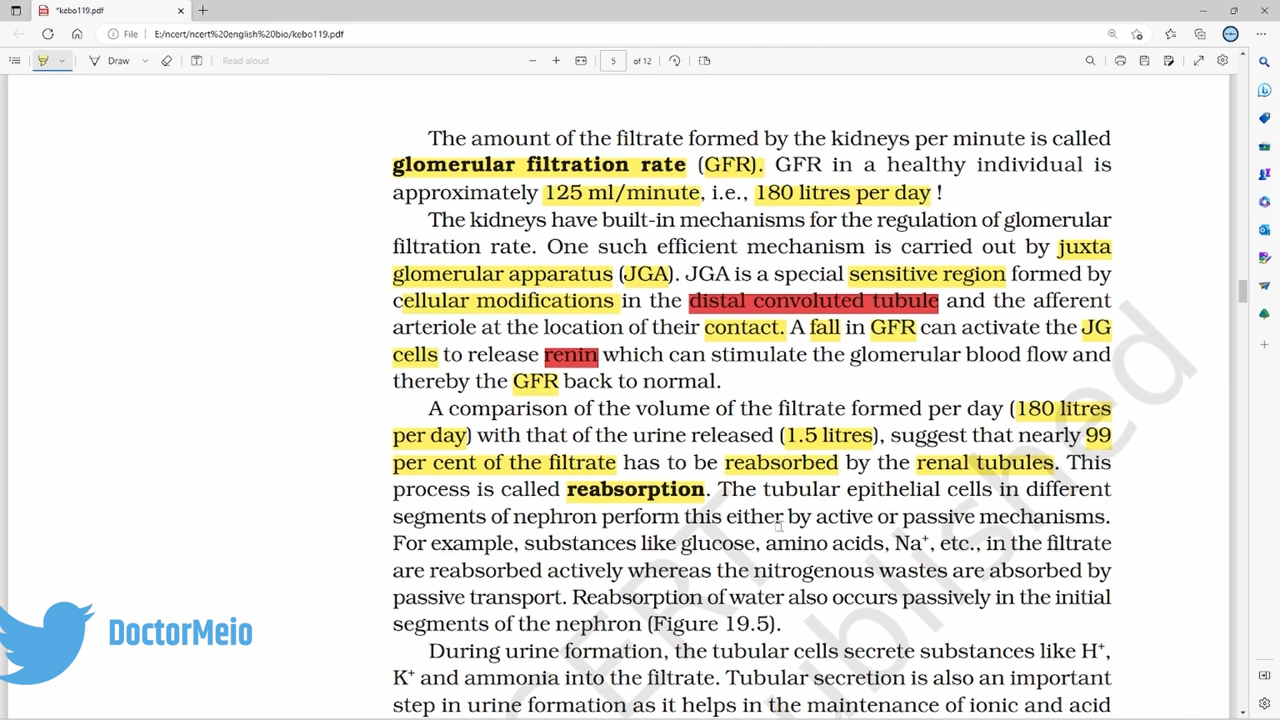 *kebo119.pdf
File
E:/ncert/ncert%20english%20bio/kebo119.pdf
Draw
Read aloud
5 of 12
The amount of the filtrate formed by the kidneys per minute is called
glomerular filtration rate (GFR). GFR in a healthy individual is
approximately 125 ml/minute, i.e., 180 litres per day !
The kidneys have built-in mechanisms for the regulation of glomerular
filtration rate. One such efficient mechanism is carried out by juxta
glomerular apparatus (JGA). JGA is a special sensitive region formed by
cellular modifications in the distal convoluted tubule and the afferent
arteriole at the location of their contact. A fall in GFR can activate the JG
cells to release renin which can stimulate the glomerular blood flow and
thereby the GFR back to normal.
A comparison of the volume of the filtrate formed per day (180 litres
per day) with that of the urine released (1.5 litres), suggest that nearly 99
per cent of the filtrate has to be reabsorbed by the renal tubules. This
process is called reabsorption. The tubular epithelial cells in different
segments of nephron perform this either by active or passive mechanisms.
For example, substances like glucose, amino acids, Na⁺, etc., in the filtrate
are reabsorbed actively whereas the nitrogenous wastes are absorbed by
passive transport. Reabsorption of water also occurs passively in the initial
segments of the nephron (Figure 19.5).
During urine formation, the tubular cells secrete substances like H⁺,
K⁺ and ammonia into the filtrate. Tubular secretion is also an important
step in urine formation as it helps in the maintenance of ionic and acid
DoctorMeio